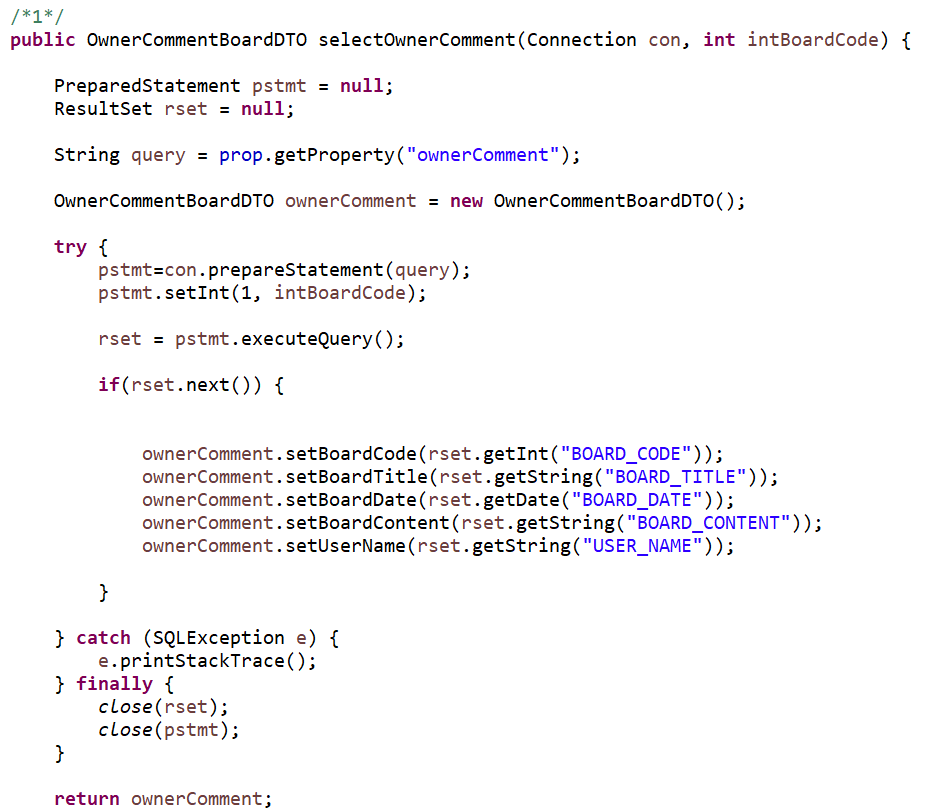 /*1*/
public OwnerCommentBoardDTO selectOwnerComment(Connection con, int intBoardCode) {
PreparedStatement pstmt = null;
ResultSet rset = null;
String query = prop.getProperty("ownerComment");
OwnerCommentBoardDTO ownerComment = new OwnerCommentBoardDTO();
try {
pstmt=con.prepareStatement(query);
pstmt.setInt(1, intBoardCode);
rset = pstmt.executeQuery();
if(rset.next()) {
ownerComment.setBoardCode(rset.getInt("BOARD_CODE"));
ownerComment.setBoardTitle(rset.getString("BOARD_TITLE"));
ownerComment.setBoardDate(rset.getDate("BOARD_DATE"));
ownerComment.setBoardContent(rset.getString("BOARD_CONTENT"));
ownerComment.setUserName(rset.getString("USER_NAME"));
}
} catch (SQLException e) {
e.printStackTrace();
} finally {
close(rset);
close(pstmt);
}
return ownerComment;